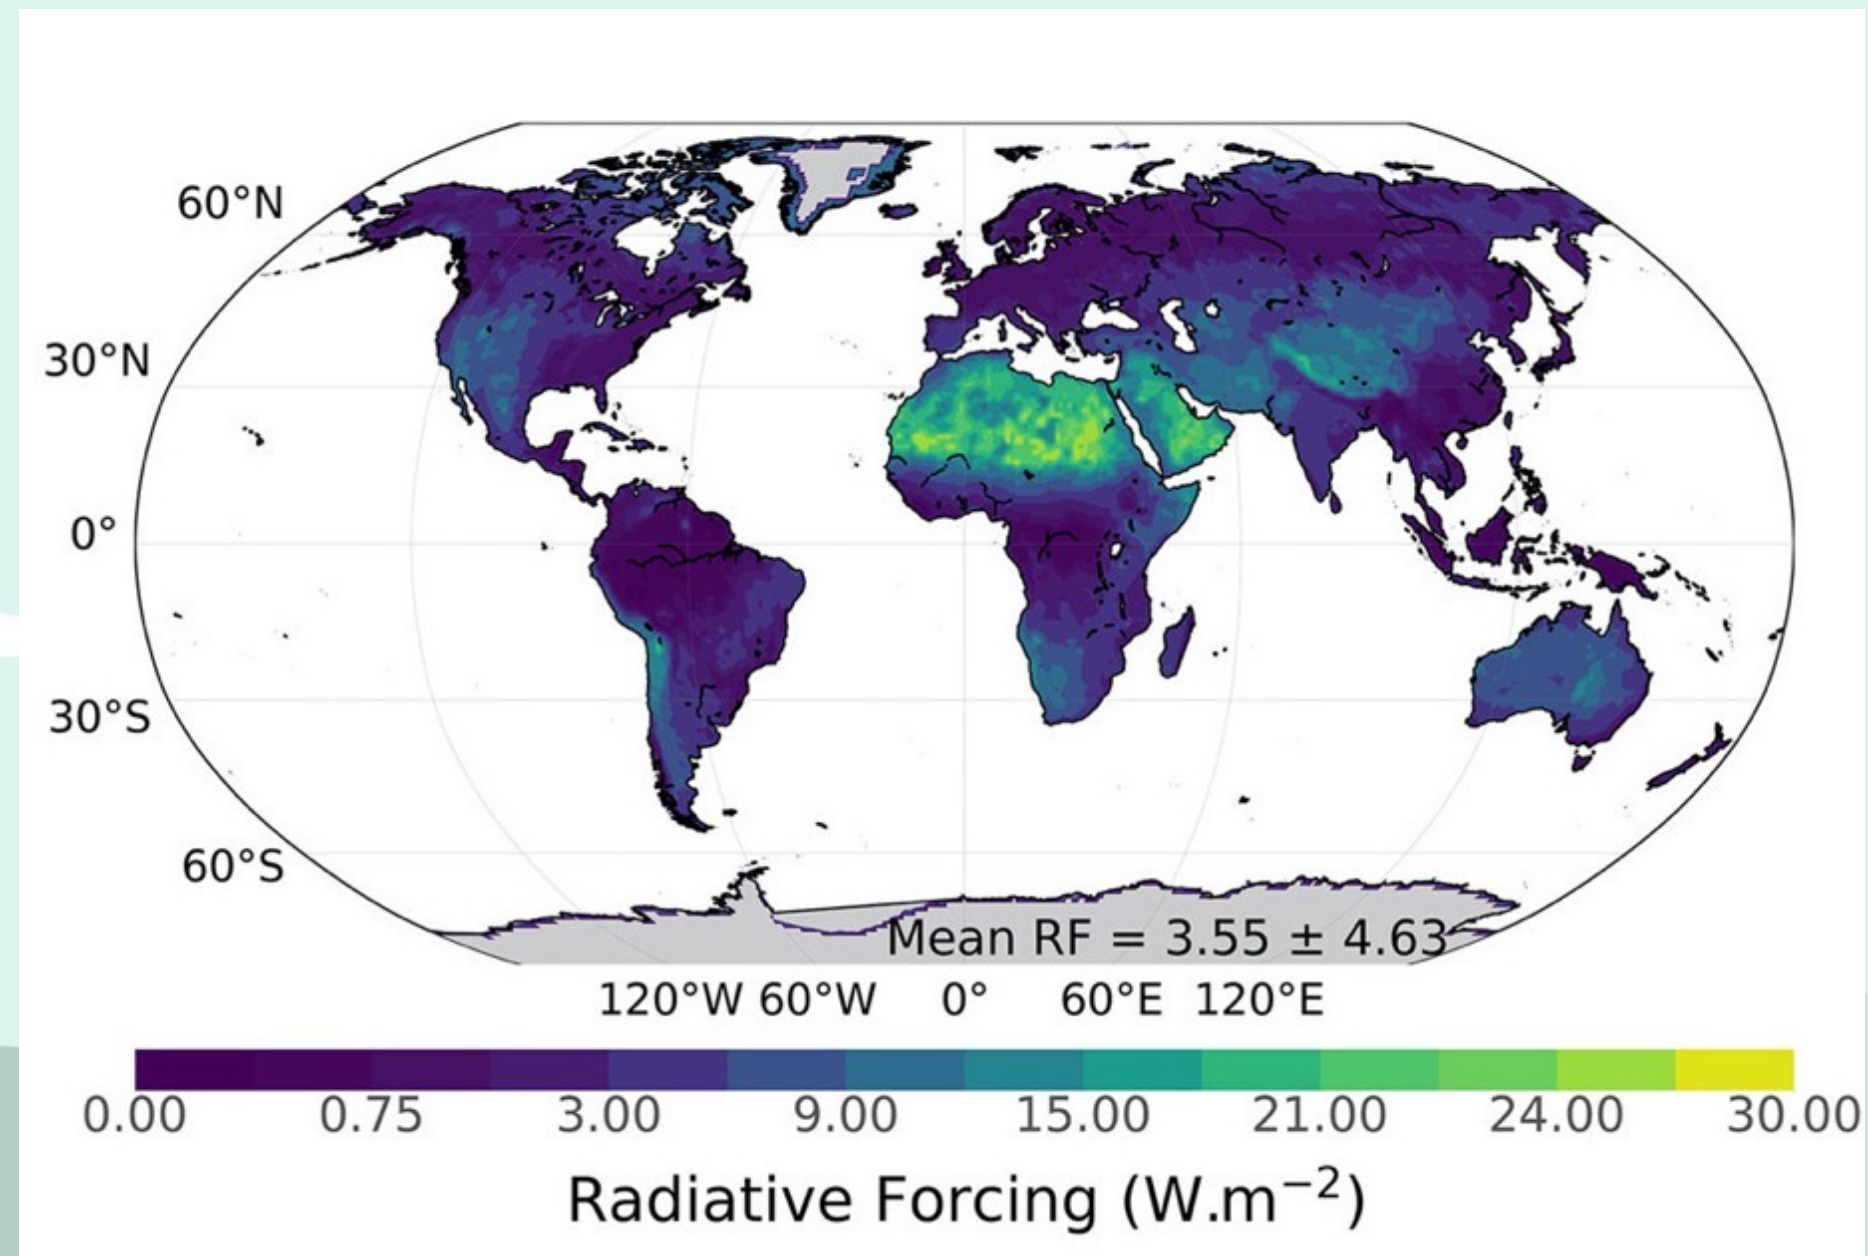 60°N
30°N
0°
30°S
60°S
Mean RF = 3.55 ± 4.63
120°W 60°W 0° 60°E 120°E
0.00 0.75 3.00 9.00 15.00 21.00 24.00 30.00
Radiative Forcing (W.m⁻²)